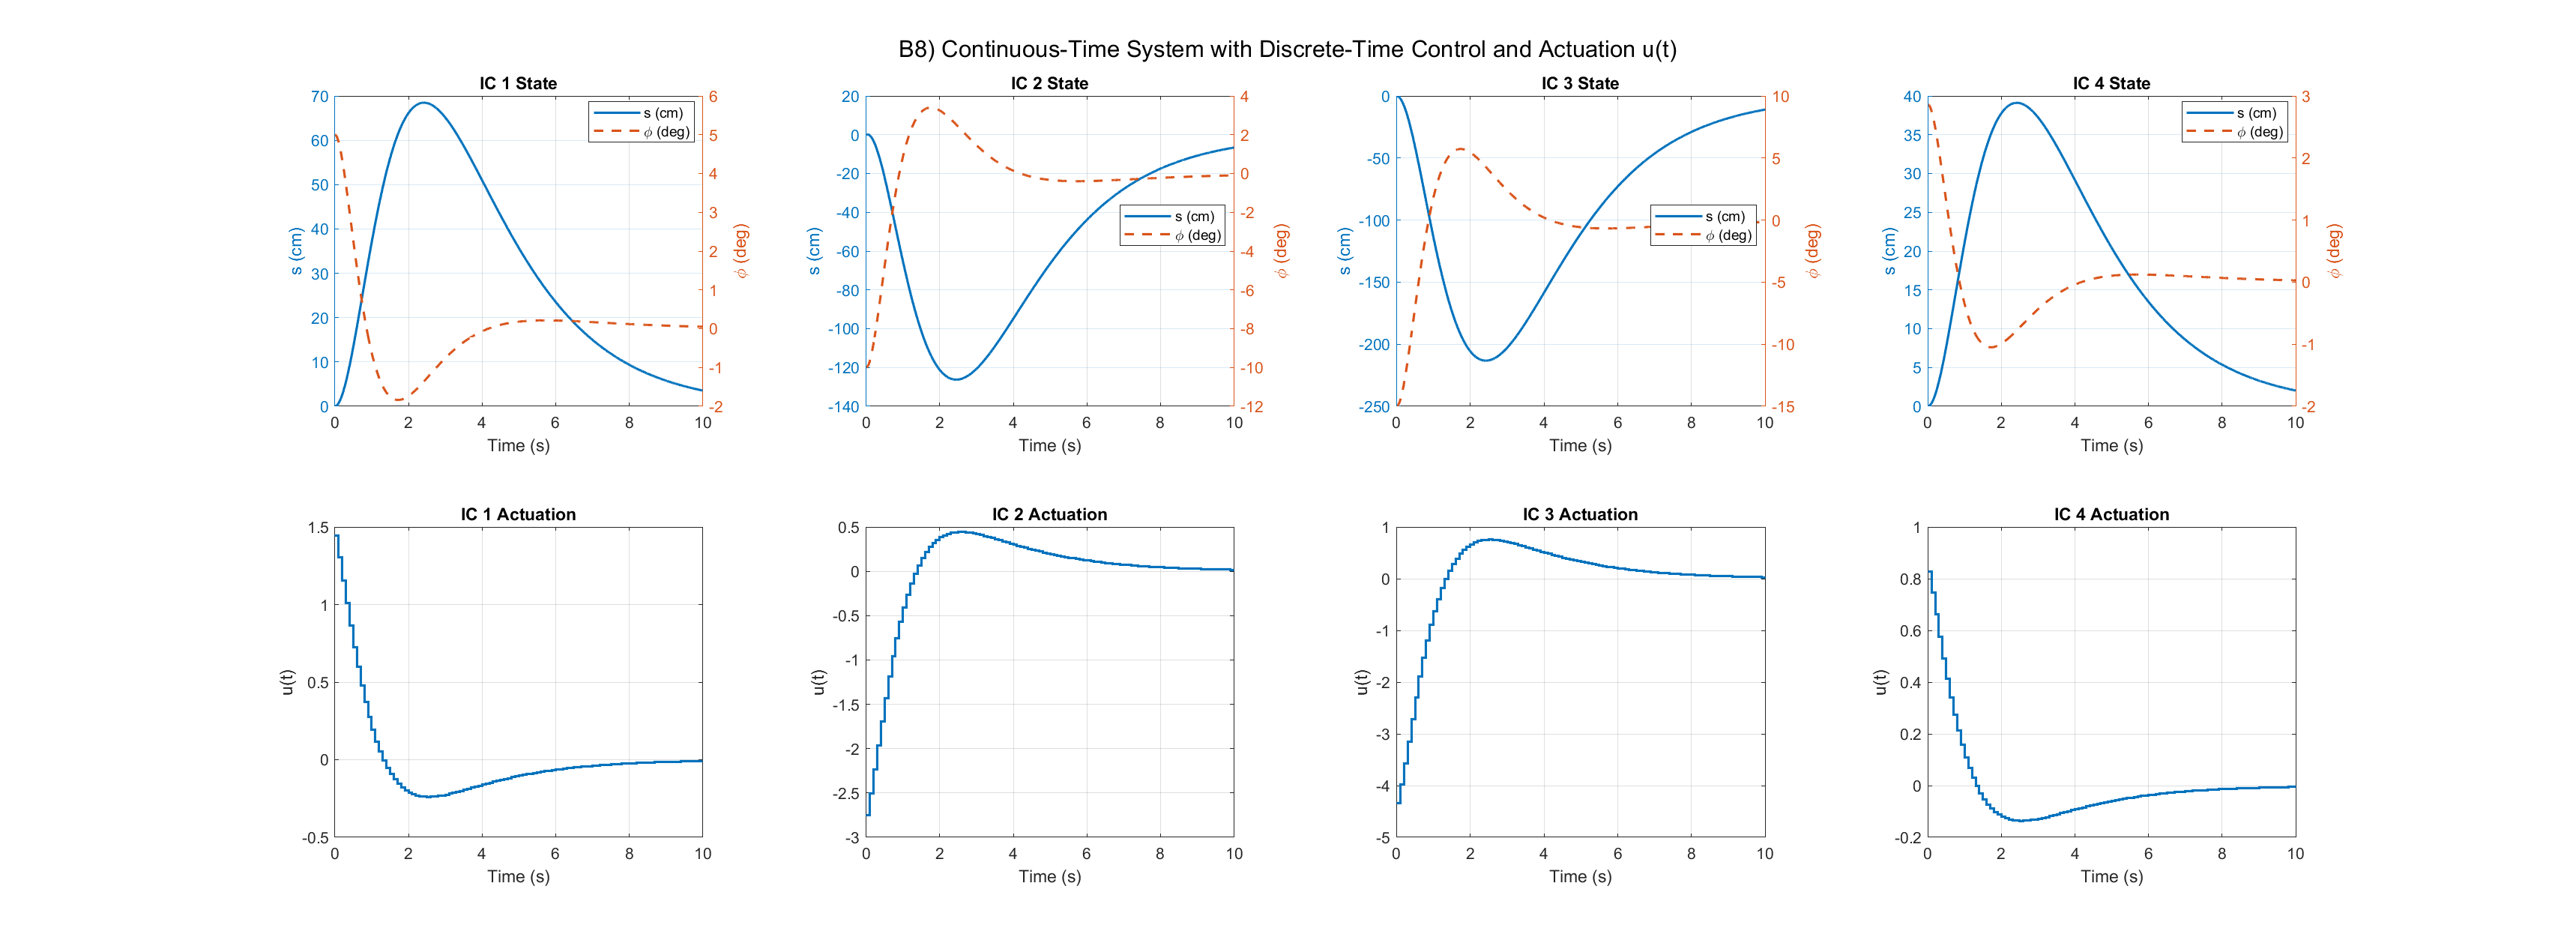 B8) Continuous-Time System with Discrete-Time Control and Actuation u(t)
IC 1 State
70
60
50
40
30
20
10
0
s (cm)
6
5
4
3
2
1
0
-1
-2
ϕ (deg)
s (cm)
ϕ (deg)
0 2 4 6 8 10
Time (s)
IC 2 State
20
0
-20
-40
-60
-80
-100
-120
-140
s (cm)
4
2
0
-2
-4
-6
-8
-10
-12
ϕ (deg)
s (cm)
ϕ (deg)
0 2 4 6 8 10
Time (s)
IC 3 State
0
-50
-100
-150
-200
-250
s (cm)
10
5
0
-5
-10
-15
ϕ (deg)
s (cm)
ϕ (deg)
0 2 4 6 8 10
Time (s)
IC 4 State
40
35
30
25
20
15
10
5
0
s (cm)
3
2
1
0
-1
-2
ϕ (deg)
s (cm)
ϕ (deg)
0 2 4 6 8 10
Time (s)
IC 1 Actuation
1.5
1
0.5
0
-0.5
u(t)
0 2 4 6 8 10
Time (s)
IC 2 Actuation
0.5
0
-0.5
-1
-1.5
-2
-2.5
-3
u(t)
0 2 4 6 8 10
Time (s)
IC 3 Actuation
1
0
-1
-2
-3
-4
-5
u(t)
0 2 4 6 8 10
Time (s)
IC 4 Actuation
1
0.8
0.6
0.4
0.2
0
-0.2
u(t)
0 2 4 6 8 10
Time (s)